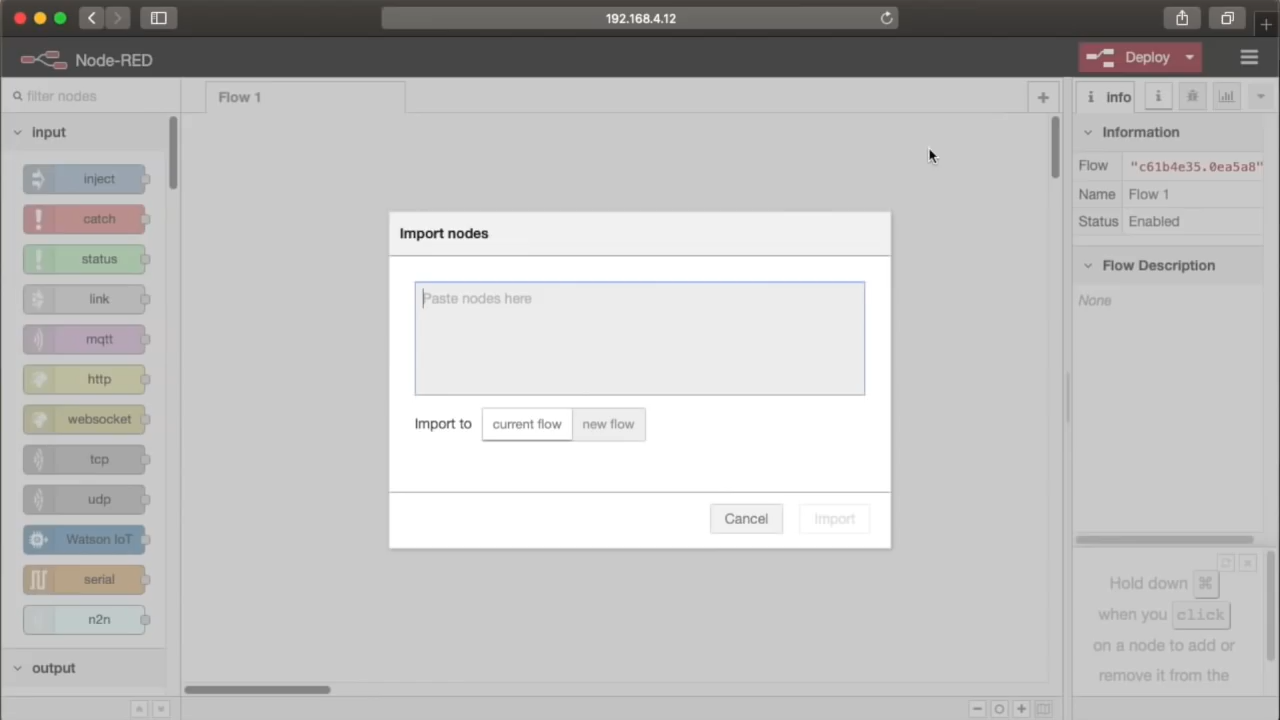 192.168.4.12
Node-RED
Deploy
filter nodes
Flow 1
info
input
inject
catch
status
link
mqtt
http
websocket
tcp
udp
Watson IoT
serial
n2n
output
Import nodes
Paste nodes here
Import to
current flow
new flow
Cancel
Import
Information
Flow "c61b4e35.0ea5a8"
Name Flow 1
Status Enabled
Flow Description
None
Hold down ⌘
when you click
on a node to add or
remove it from the